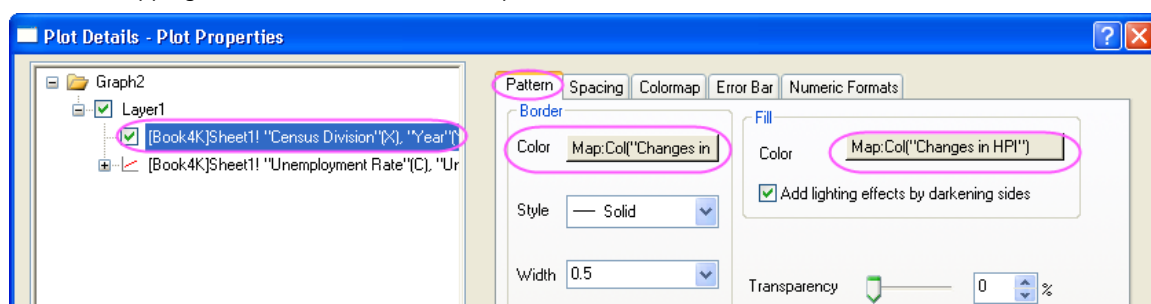 Plot Details - Plot Properties
Graph2
Layer1
[Book4K]Sheet1! "Census Division"(X), "Year"(Y
[Book4K]Sheet1! "Unemployment Rate"(C), "Ur
Pattern Spacing Colormap Error Bar Numeric Formats
Border
Color Map:Col("Changes in
Style Solid
Width 0.5
Fill
Color Map:Col("Changes in HPI")
Add lighting effects by darkening sides
Transparency 0 %